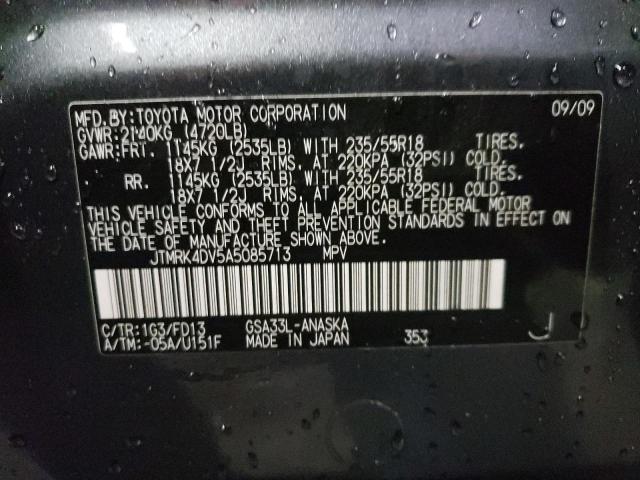 MFD.BY:TOYOTA MOTOR CORPORATION 09/09
GVWR:2140KG (4720LB)
GAWR:FRT. 1145KG (2535LB) WITH 235/55R18 TIRES.
18X7 1/2J RIMS. AT 220KPA (32PSI) COLD.
RR. 1145KG (2535LB) WITH 235/55R18 TIRES.
18X7 1/2J RIMS. AT 220KPA (32PSI) COLD.
THIS VEHICLE CONFORMS TO ALL APPLICABLE FEDERAL MOTOR
VEHICLE SAFETY AND THEFT PREVENTION STANDARDS IN EFFECT ON
THE DATE OF MANUFACTURE SHOWN ABOVE.
JTMRK4DV5A5085713 MPV
C/TR:1G3/FD13 GSA33L-ANASKA
A/TM:-05A/U151F MADE IN JAPAN 353 J